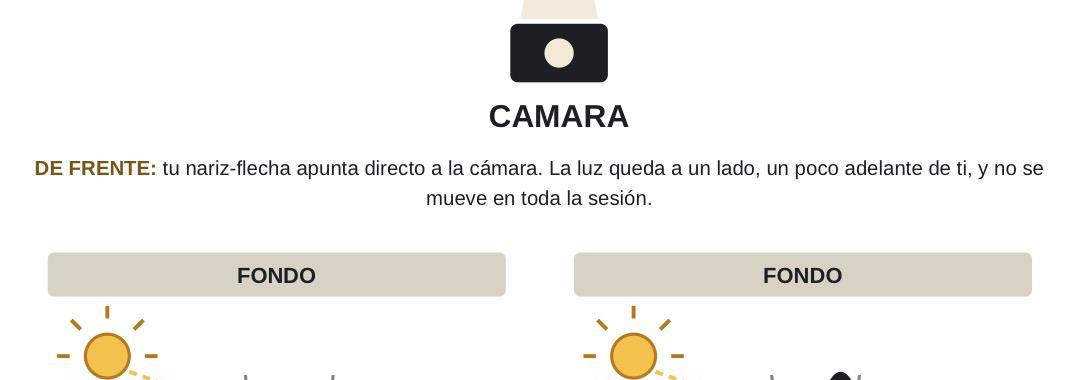 CAMARA
DE FRENTE: tu nariz-flecha apunta directo a la cámara. La luz queda a un lado, un poco adelante de ti, y no se
mueve en toda la sesión.
FONDO
FONDO